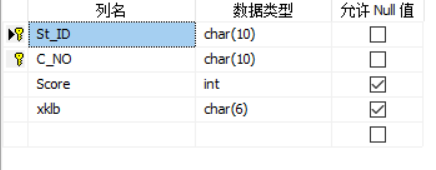 列名 数据类型 允许 Null 值
St_ID char(10)
C_NO char(10)
Score int
xklb char(6)